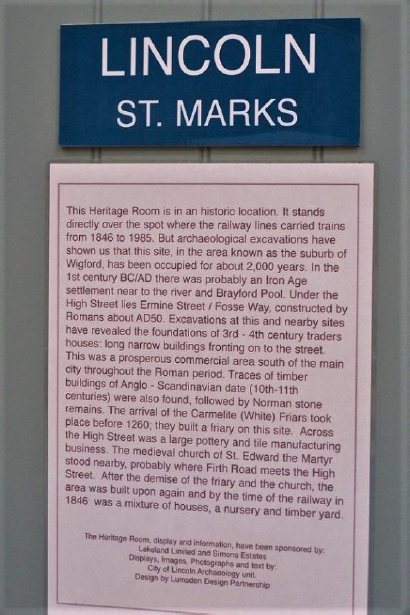 LINCOLN
ST. MARKS
This Heritage Room is in an historic location. It stands
directly over the spot where the railway lines carried trains
from 1846 to 1985. But archaeological excavations have
shown us that this site, in the area known as the suburb of
Wigford, has been occupied for about 2,000 years. In the
1st century BC/AD there was probably an Iron Age
settlement near to the river and Brayford Pool. Under the
High Street lies Ermine Street / Fosse Way, constructed by
Romans about AD50. Excavations at this and nearby sites
have revealed the foundations of 3rd - 4th century traders
houses: long narrow buildings fronting on to the street.
This was a prosperous commercial area south of the main
city throughout the Roman period. Traces of timber
buildings of Anglo - Scandinavian date (10th-11th
centuries) were also found, followed by Norman stone
remains. The arrival of the Carmelite (White) Friars took
place before 1260; they built a friary on this site. Across
the High Street was a large pottery and tile manufacturing
business. The medieval church of St. Edward the Martyr
stood nearby, probably where Firth Road meets the High
Street. After the demise of the friary and the church, the
area was built upon again and by the time of the railway in
1846 was a mixture of houses, a nursery and timber yard.
The Heritage Room, display and information, have been sponsored by:
Lakeland Limited and Simons Estates
Displays, Images, Photographs and text by:
City of Lincoln Archaeology unit.
Design by Lumsden Design Partnership